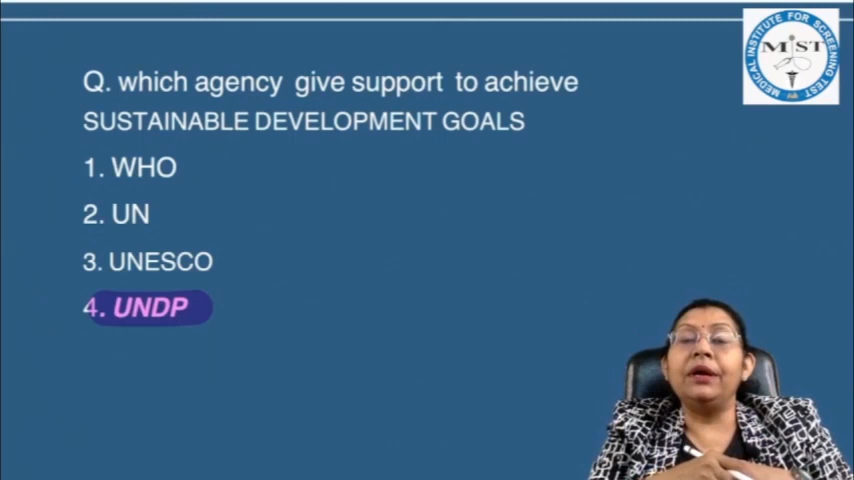 MEDICAL INSTITUTE FOR SCREENING TEST
MIST
Q. which agency give support to achieve
SUSTAINABLE DEVELOPMENT GOALS
1. WHO
2. UN
3. UNESCO
4. UNDP